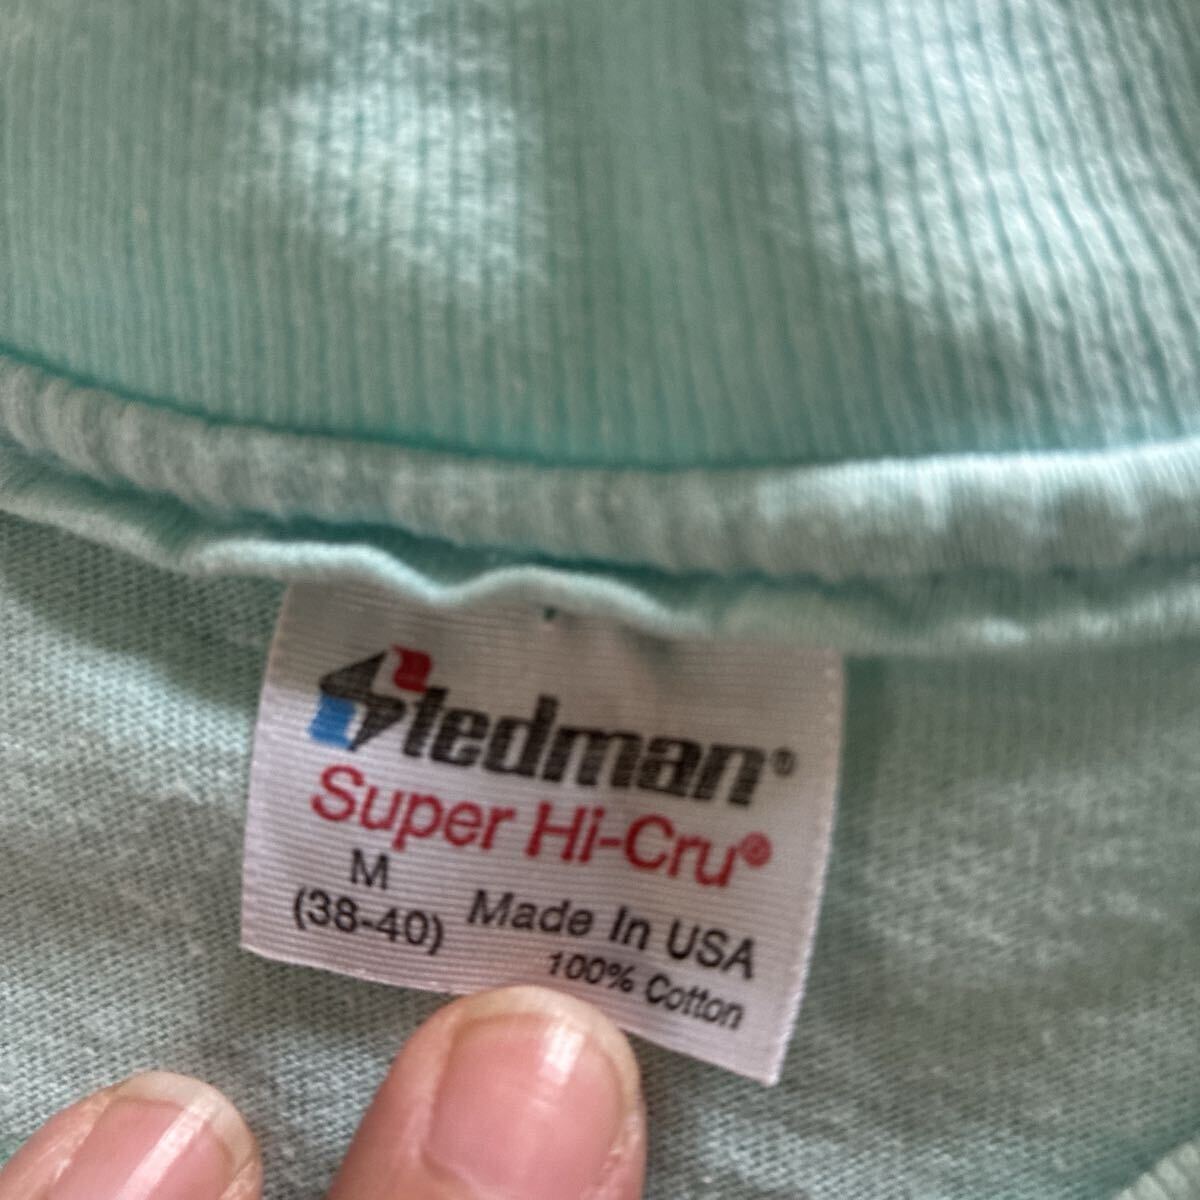 Stedman®
Super Hi-Cru®
M
(38-40)
Made In USA
100% Cotton